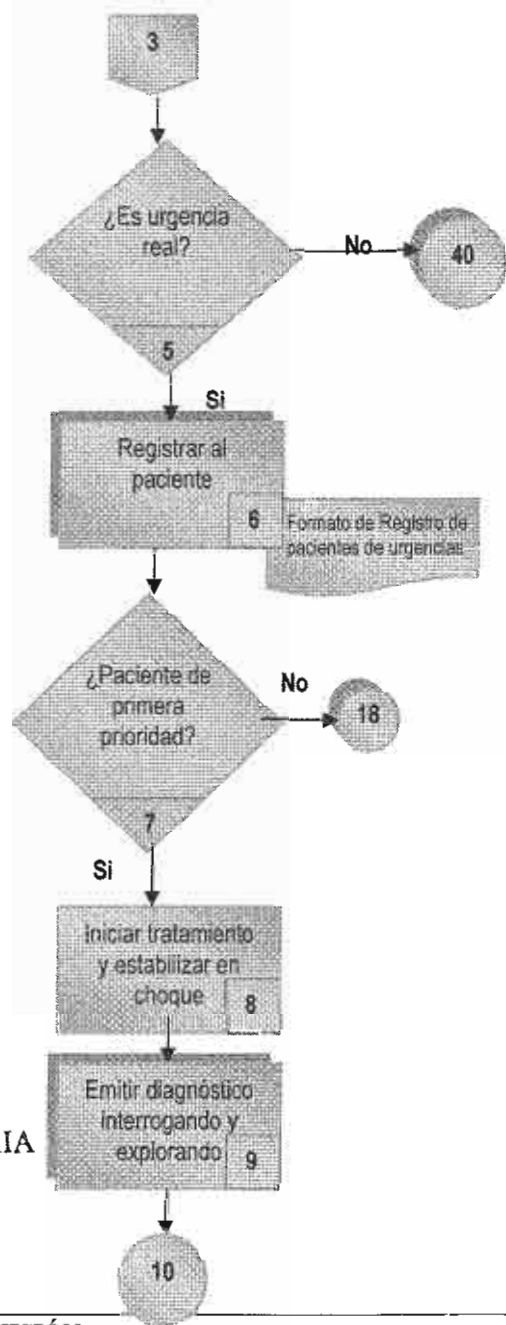 3
¿Es urgencia
real?
No
40
5
Si
Registrar al
paciente
6
Formato de Registro de
pacientes de urgencias
¿Paciente de
primera
prioridad?
No
18
7
Si
Iniciar tratamiento
y estabilizar en
choque
8
Emitir diagnóstico
interrogando y
explorando
9
10